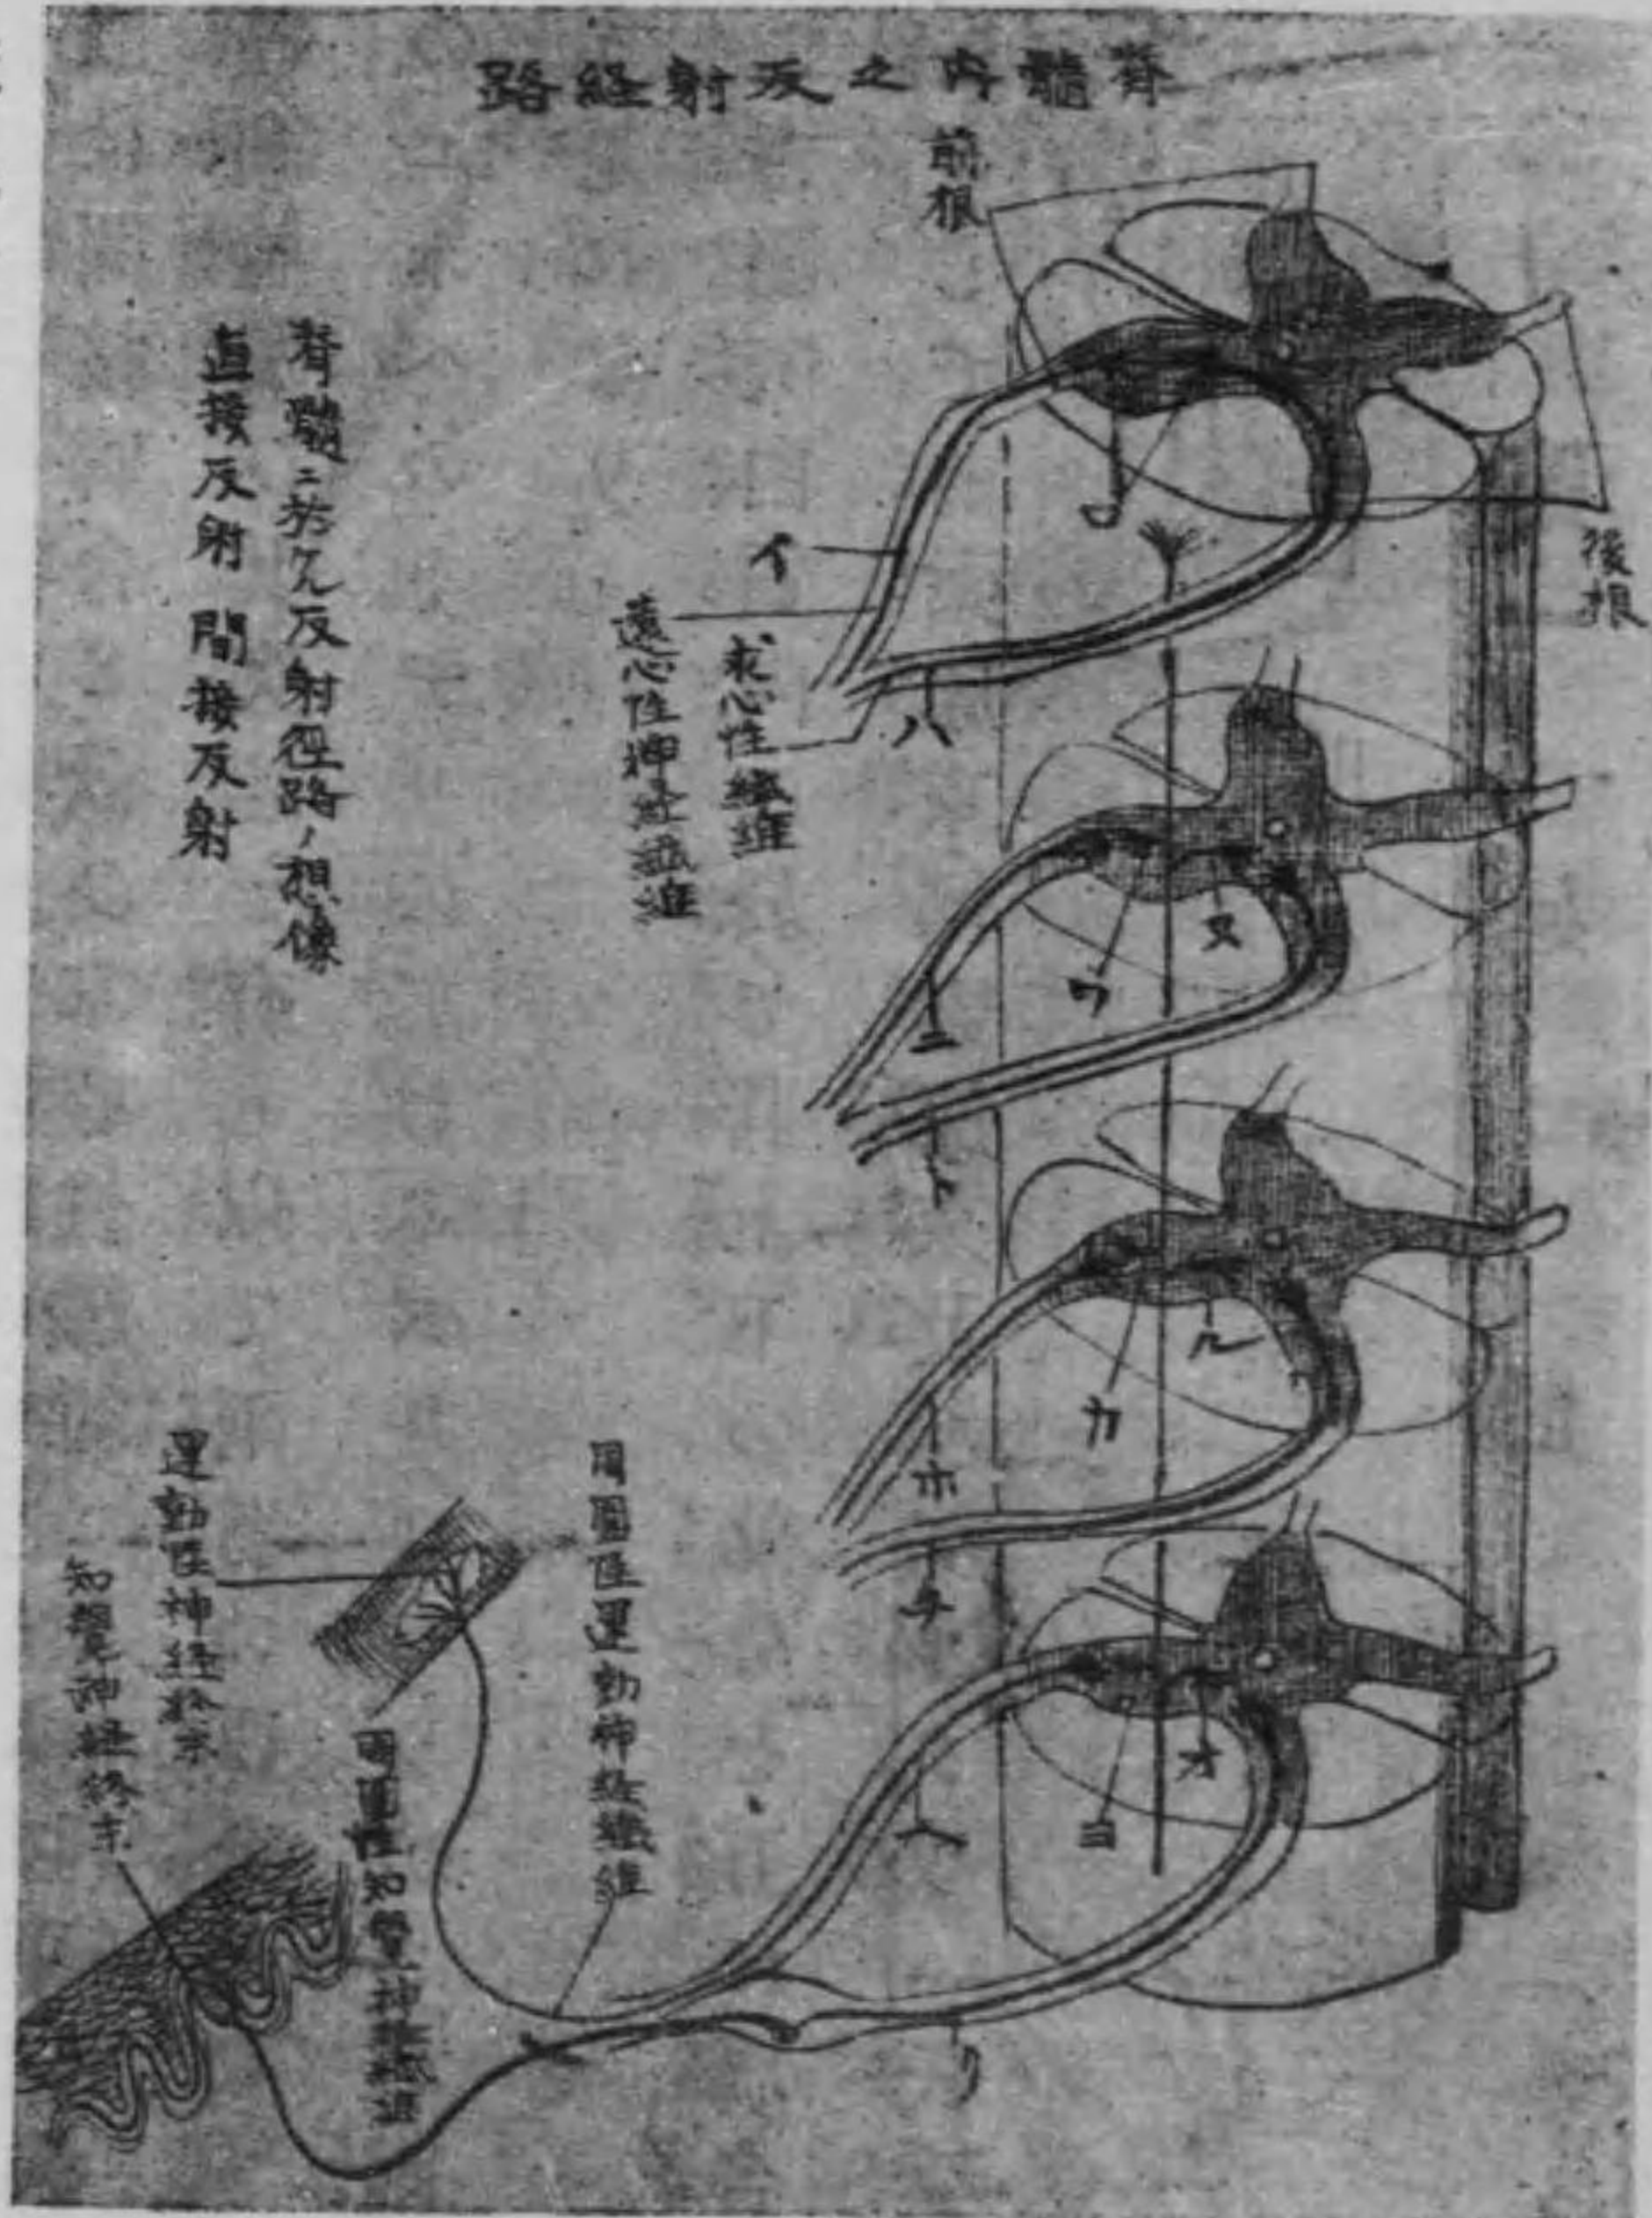 脊髓内之反射経路
前根
後根
脊髓ニ於ケル反射徑路ノ想像
直接反射 間接反射
イ
求心性纖維
遠心性神経纖維
ハ
ワ
ヌ
ニ
ト
ル
カ
ホ
チ
オ
ヨ
ヘ
リ
周圍性運動神経纖維
周圍性知覺神経纖維
運動性神経終末
知覺神経終末